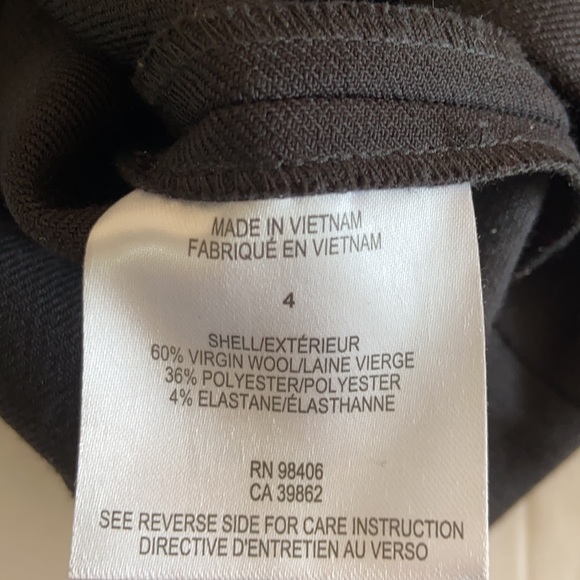 MADE IN VIETNAM
FABRIQUÉ EN VIETNAM
4
SHELL/EXTÉRIEUR
60% VIRGIN WOOL/LAINE VIERGE
36% POLYESTER/POLYESTER
4% ELASTANE/ÉLASTHANNE
RN 98406
CA 39862
SEE REVERSE SIDE FOR CARE INSTRUCTION
DIRECTIVE D'ENTRETIEN AU VERSO